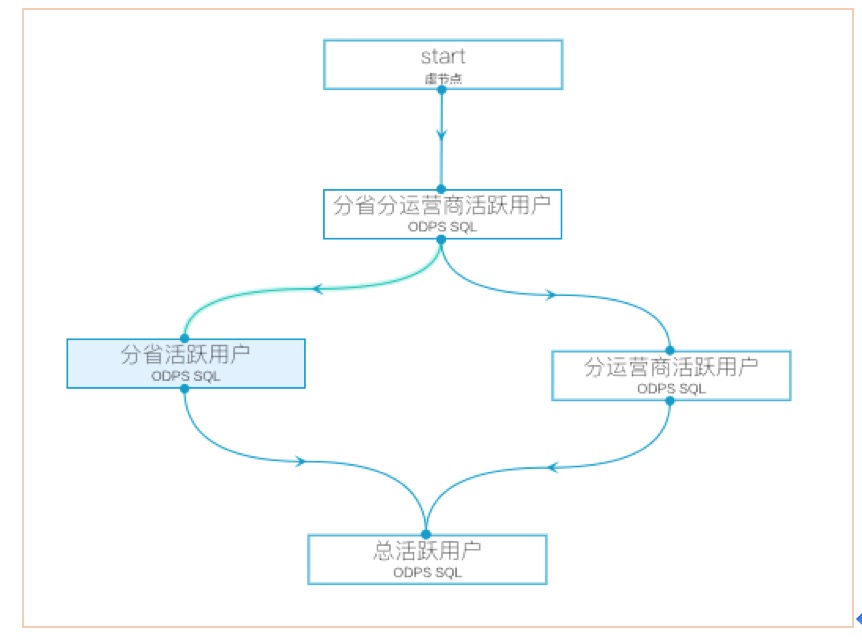 start
虚节点
分省分运营商活跃用户
ODPS SQL
分省活跃用户
ODPS SQL
分运营商活跃用户
ODPS SQL
总活跃用户
ODPS SQL